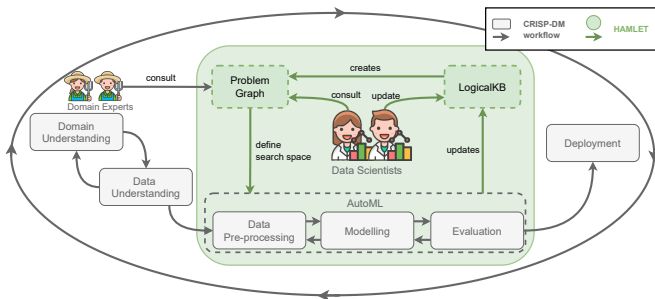 CRISP-DM
workflow
HAMLET
creates
consult
Problem
Graph
LogicalKB
consult
update
Domain Experts
Domain
Understanding
define
search space
Data Scientists
updates
Deployment
Data
Understanding
AutoML
Data
Pre-processing
Modelling
Evaluation